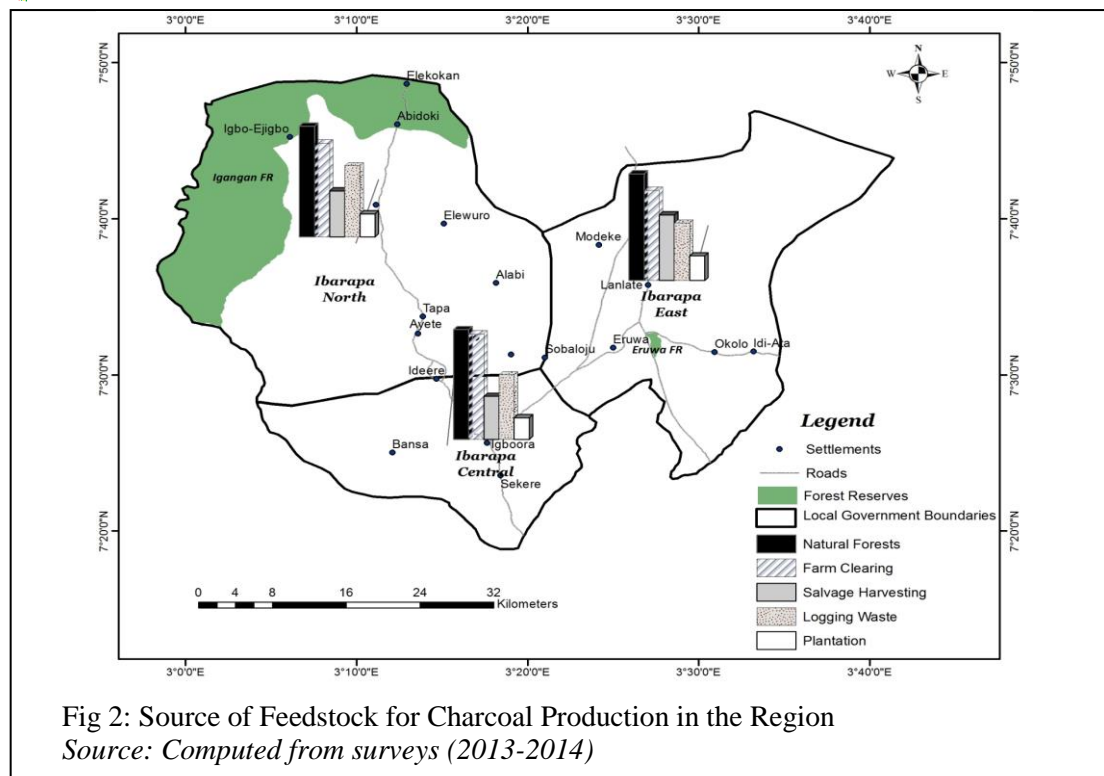 3°0'0"E 3°10'0"E 3°20'0"E 3°30'0"E 3°40'0"E
7°50'0"N 7°50'0"N
N
W E
S
Elekokan
Abidoki
Igbo-Ejigbo
Igangan FR
7°40'0"N 7°40'0"N
Elewuro
Modeke
Alabi
Lanlate
Ibarapa
North
Ibarapa
East
Tapa
Ayete
Sobaloju
Eruwa
Eruwa FR
Okolo
Idi-Ata
Ideere
7°30'0"N 7°30'0"N
Bansa
Igboora
Ibarapa
Central
Sekere
7°20'0"N 7°20'0"N
Legend
Settlements
Roads
Forest Reserves
Local Government Boundaries
Natural Forests
Farm Clearing
Salvage Harvesting
Logging Waste
Plantation
0 4 8 16 24 32
Kilometers
3°0'0"E 3°10'0"E 3°20'0"E 3°30'0"E 3°40'0"E
Fig 2: Source of Feedstock for Charcoal Production in the Region
Source: Computed from surveys (2013-2014)